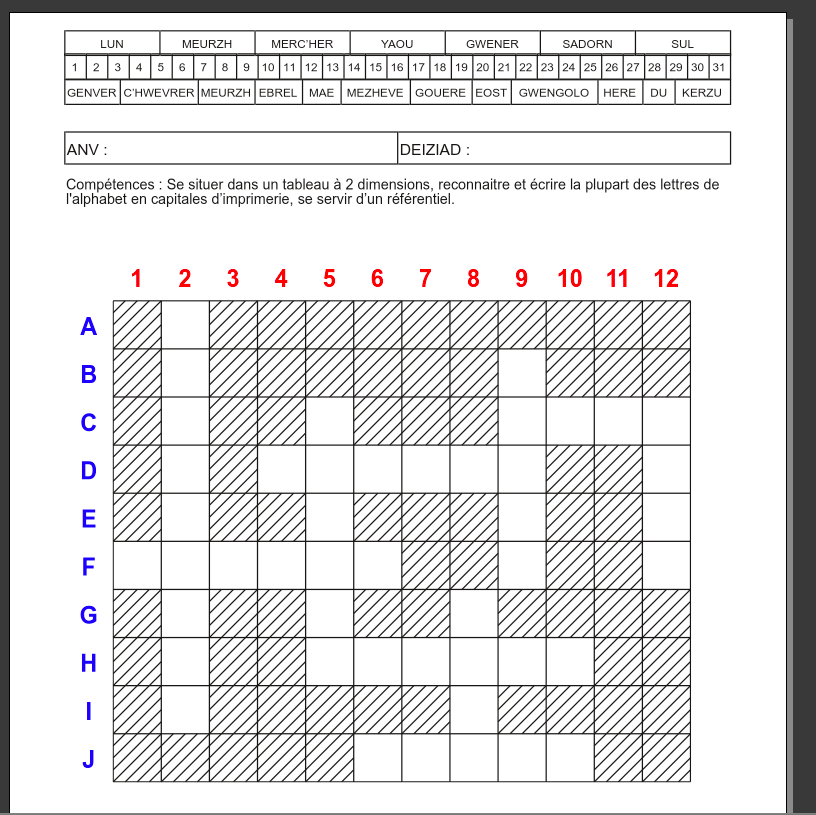 LUN MEURZH MERC'HER YAOU GWENER SADORN SUL
1 2 3 4 5 6 7 8 9 10 11 12 13 14 15 16 17 18 19 20 21 22 23 24 25 26 27 28 29 30 31
GENVER C'HWEVRER MEURZH EBREL MAE MEZHEVE GOUERE EOST GWENGOLO HERE DU KERZU
ANV : DEIZIAD :
Compétences : Se situer dans un tableau à 2 dimensions, reconnaitre et écrire la plupart des lettres de
l'alphabet en capitales d'imprimerie, se servir d'un référentiel.
1 2 3 4 5 6 7 8 9 10 11 12
A
B
C
D
E
F
G
H
I
J